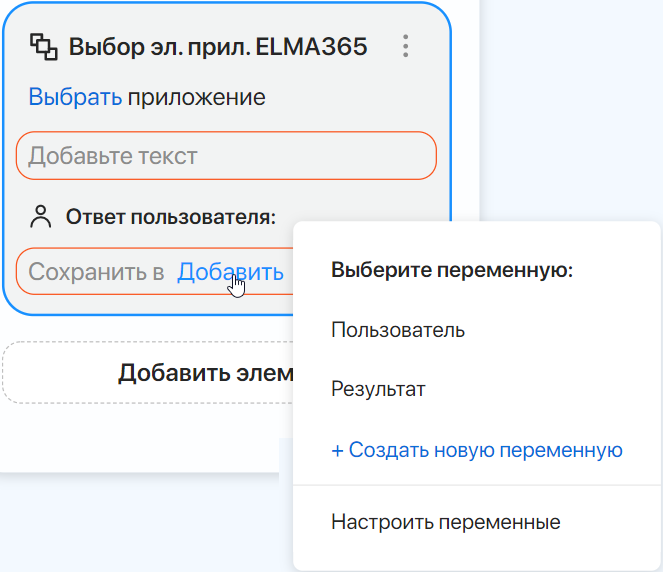 Выбор эл. прил. ELMA365
Выбрать приложение
Добавьте текст
Ответ пользователя:
Сохранить в Добавить
Добавить элем
Выберите переменную:
Пользователь
Результат
+ Создать новую переменную
Настроить переменные